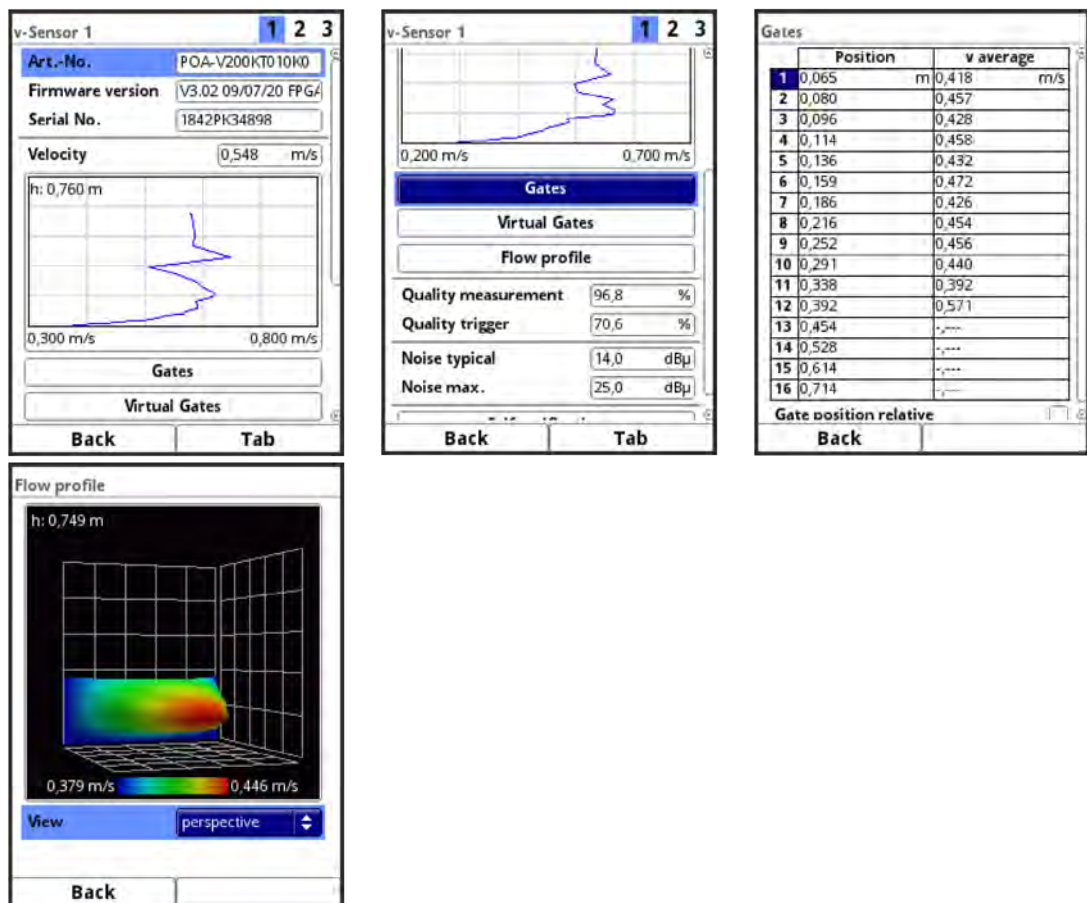 v-Sensor 1 1 2 3
Art.-No. POA-V200KT010K0
Firmware version V3.02 09/07/20 FPGA
Serial No. 1842PK34898
Velocity 0,548 m/s
h: 0,760 m
0,300 m/s 0,800 m/s
Gates
Virtual Gates
Back Tab
v-Sensor 1 1 2 3
0,200 m/s 0,700 m/s
Gates
Virtual Gates
Flow profile
Quality measurement 96,8 %
Quality trigger 70,6 %
Noise typical 14,0 dBµ
Noise max. 25,0 dBµ
Back Tab
Gates
Position v average
1 0,065 m 0,418 m/s
2 0,080 0,457
3 0,096 0,428
4 0,114 0,458
5 0,136 0,432
6 0,159 0,472
7 0,186 0,426
8 0,216 0,454
9 0,252 0,456
10 0,291 0,440
11 0,338 0,392
12 0,392 0,571
13 0,454 -,---
14 0,528 -,---
15 0,614 -,---
16 0,714 -,---
Gate position relative
Back
Flow profile
h: 0,749 m
0,379 m/s 0,446 m/s
View perspective
Back